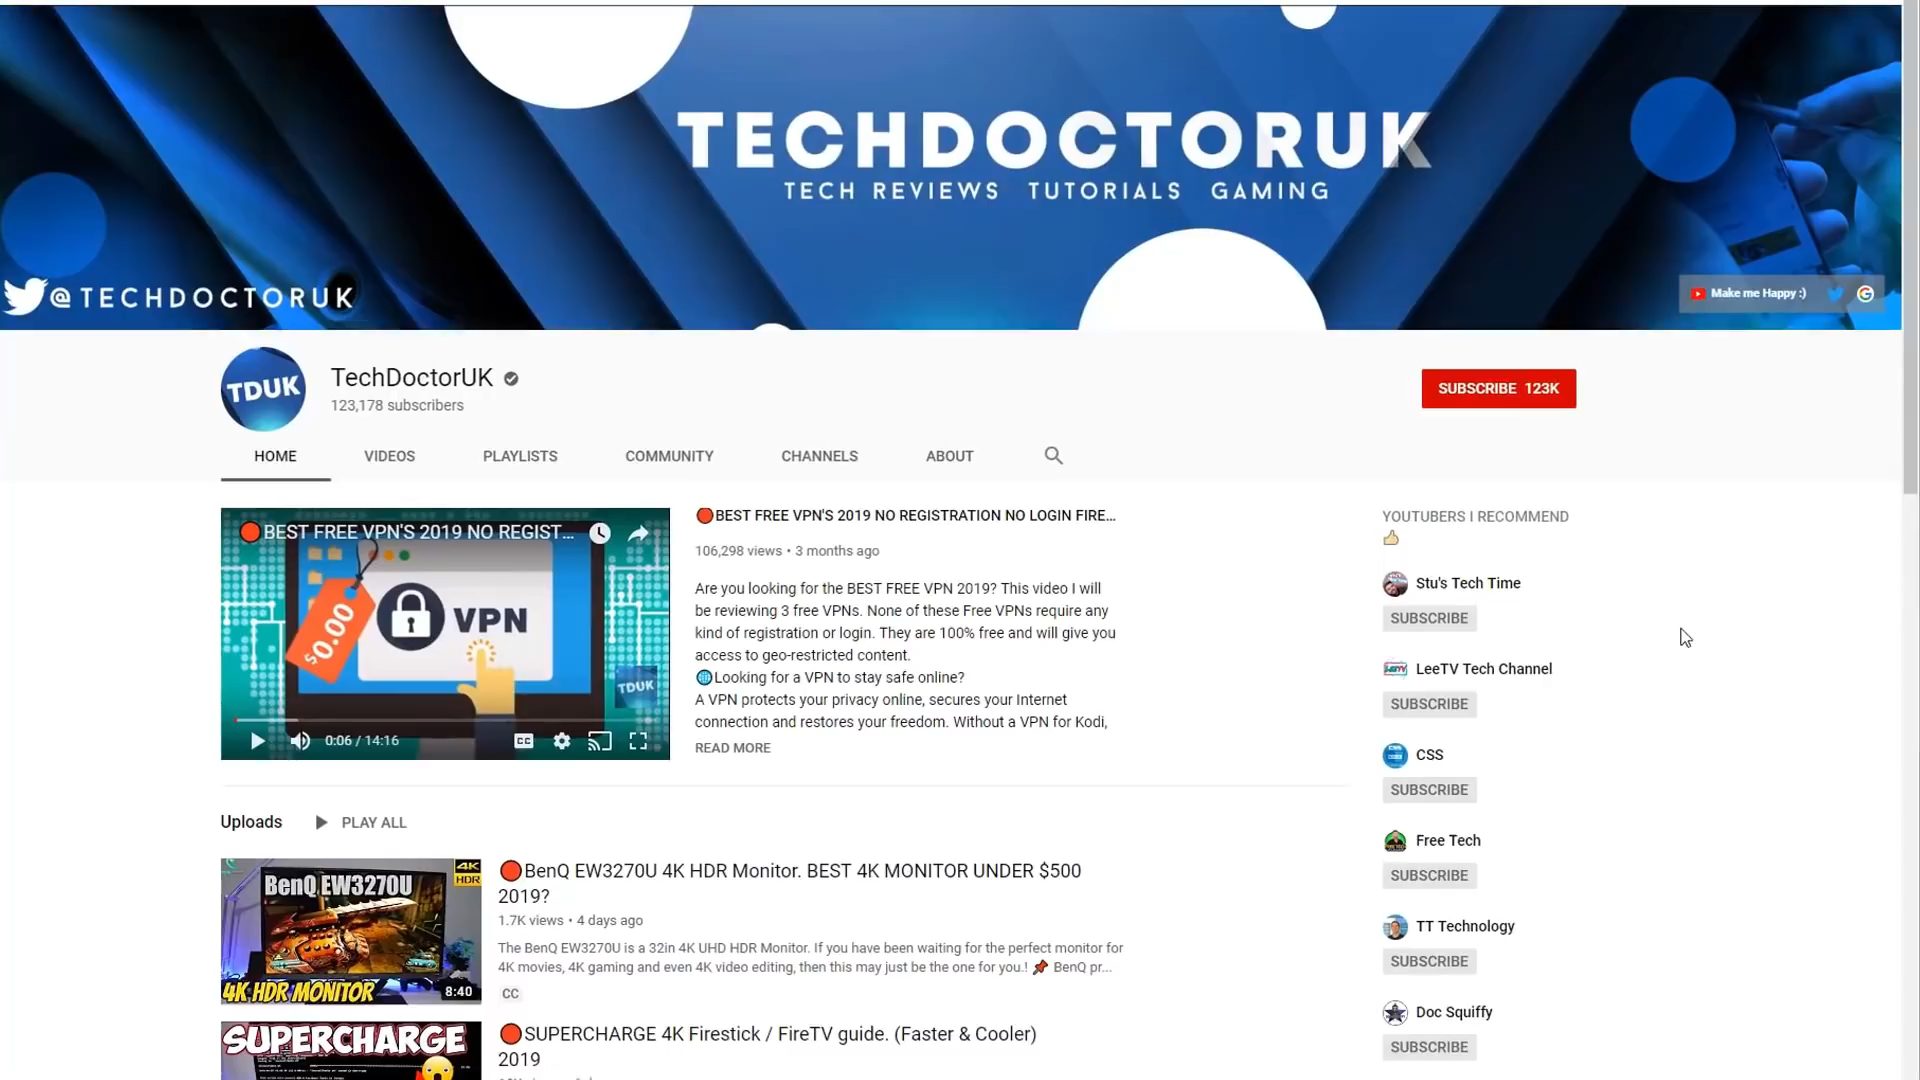 TECHDOCTORUK
TECH REVIEWS TUTORIALS GAMING
@TECHDOCTORUK
Make me Happy :)
TDUK
TechDoctorUK
123,178 subscribers
SUBSCRIBE 123K
HOME VIDEOS PLAYLISTS COMMUNITY CHANNELS ABOUT
BEST FREE VPN'S 2019 NO REGIST...
$0.00
VPN
TDUK
0:06 / 14:16
CC
BEST FREE VPN'S 2019 NO REGISTRATION NO LOGIN FIRE...
106,298 views • 3 months ago
Are you looking for the BEST FREE VPN 2019? This video I will
be reviewing 3 free VPNs. None of these Free VPNs require any
kind of registration or login. They are 100% free and will give you
access to geo-restricted content.
Looking for a VPN to stay safe online?
A VPN protects your privacy online, secures your Internet
connection and restores your freedom. Without a VPN for Kodi,
READ MORE
YOUTUBERS I RECOMMEND
Stu's Tech Time
SUBSCRIBE
LeeTV Tech Channel
SUBSCRIBE
CSS
SUBSCRIBE
Free Tech
SUBSCRIBE
TT Technology
SUBSCRIBE
Doc Squiffy
SUBSCRIBE
Uploads PLAY ALL
BenQ EW3270U
4K
HDR
4K HDR MONITOR
8:40
BenQ EW3270U 4K HDR Monitor. BEST 4K MONITOR UNDER $500
2019?
1.7K views • 4 days ago
The BenQ EW3270U is a 32in 4K UHD HDR Monitor. If you have been waiting for the perfect monitor for
4K movies, 4K gaming and even 4K video editing, then this may just be the one for you.! BenQ pr...
CC
SUPERCHARGE
SUPERCHARGE 4K Firestick / FireTV guide. (Faster & Cooler)
2019